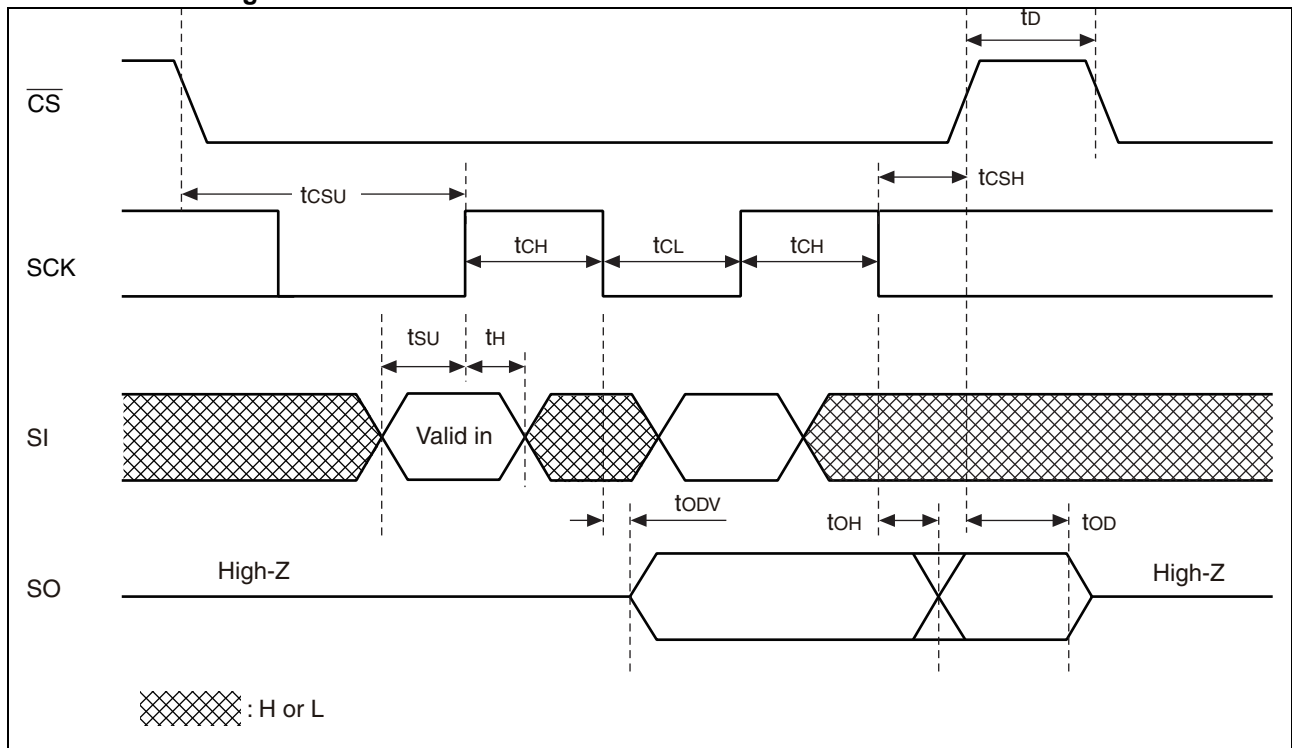 tD
CS
tCSU
tCSH
SCK
tCH
tCL
tCH
tSU
tH
SI
Valid in
tODV
tOH
tOD
SO
High-Z
High-Z
: H or L